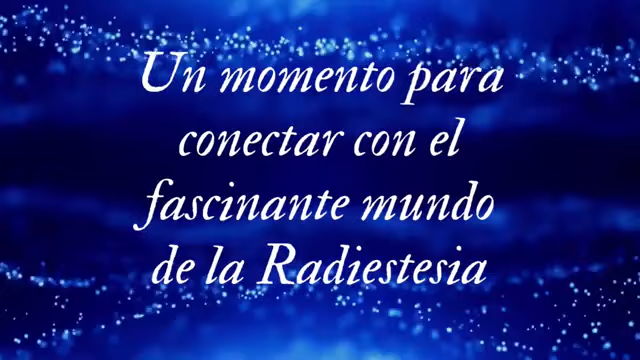 Un momento para
conectar con el
fascinante mundo
de la Radiestesia